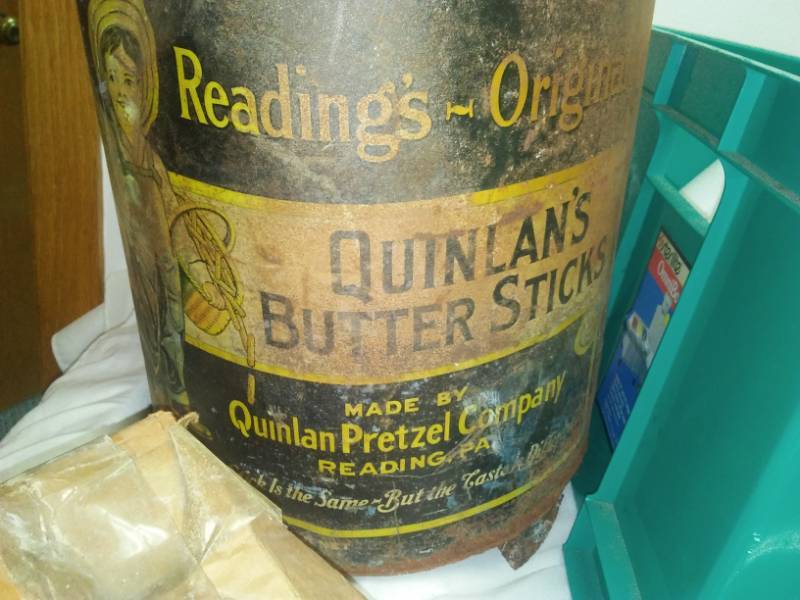 Reading's - Original
QUINLAN'S
BUTTER STICKS
MADE BY
Quinlan Pretzel Company
READING, PA
Is the Same - But the Taste